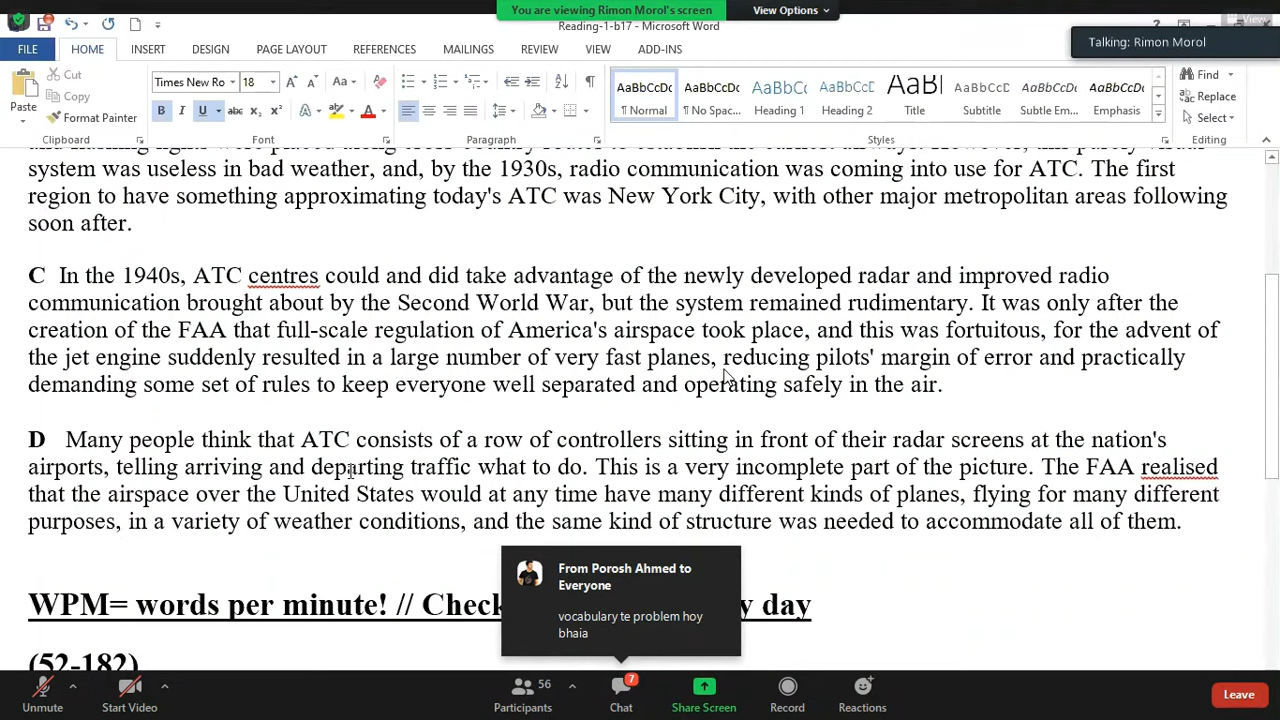 You are viewing Rimon Morol's screen
View Options
View
Reading-1-b17 - Microsoft Word
Talking: Rimon Morol
FILE HOME INSERT DESIGN PAGE LAYOUT REFERENCES MAILINGS REVIEW VIEW ADD-INS
Paste
Cut
Copy
Format Painter
Clipboard
Times New Ro 18
Font
Paragraph
AaBbCcDc AaBbCcDc AaBbCc AaBbCcC AaBl AaBbCcD AaBbCcDc AaBbCcDc
¶ Normal ¶ No Spac... Heading 1 Heading 2 Title Subtitle Subtle Em... Emphasis
Styles
Find
Replace
Select
Editing
system was useless in bad weather, and, by the 1930s, radio communication was coming into use for ATC. The first
region to have something approximating today's ATC was New York City, with other major metropolitan areas following
soon after.
C In the 1940s, ATC centres could and did take advantage of the newly developed radar and improved radio
communication brought about by the Second World War, but the system remained rudimentary. It was only after the
creation of the FAA that full-scale regulation of America's airspace took place, and this was fortuitous, for the advent of
the jet engine suddenly resulted in a large number of very fast planes, reducing pilots' margin of error and practically
demanding some set of rules to keep everyone well separated and operating safely in the air.
D Many people think that ATC consists of a row of controllers sitting in front of their radar screens at the nation's
airports, telling arriving and departing traffic what to do. This is a very incomplete part of the picture. The FAA realised
that the airspace over the United States would at any time have many different kinds of planes, flying for many different
purposes, in a variety of weather conditions, and the same kind of structure was needed to accommodate all of them.
WPM= words per minute! // Check day
(52-182)
From Porosh Ahmed to
Everyone
vocabulary te problem hoy
bhaia
Unmute
Start Video
56
Participants
7
Chat
Share Screen
Record
Reactions
Leave